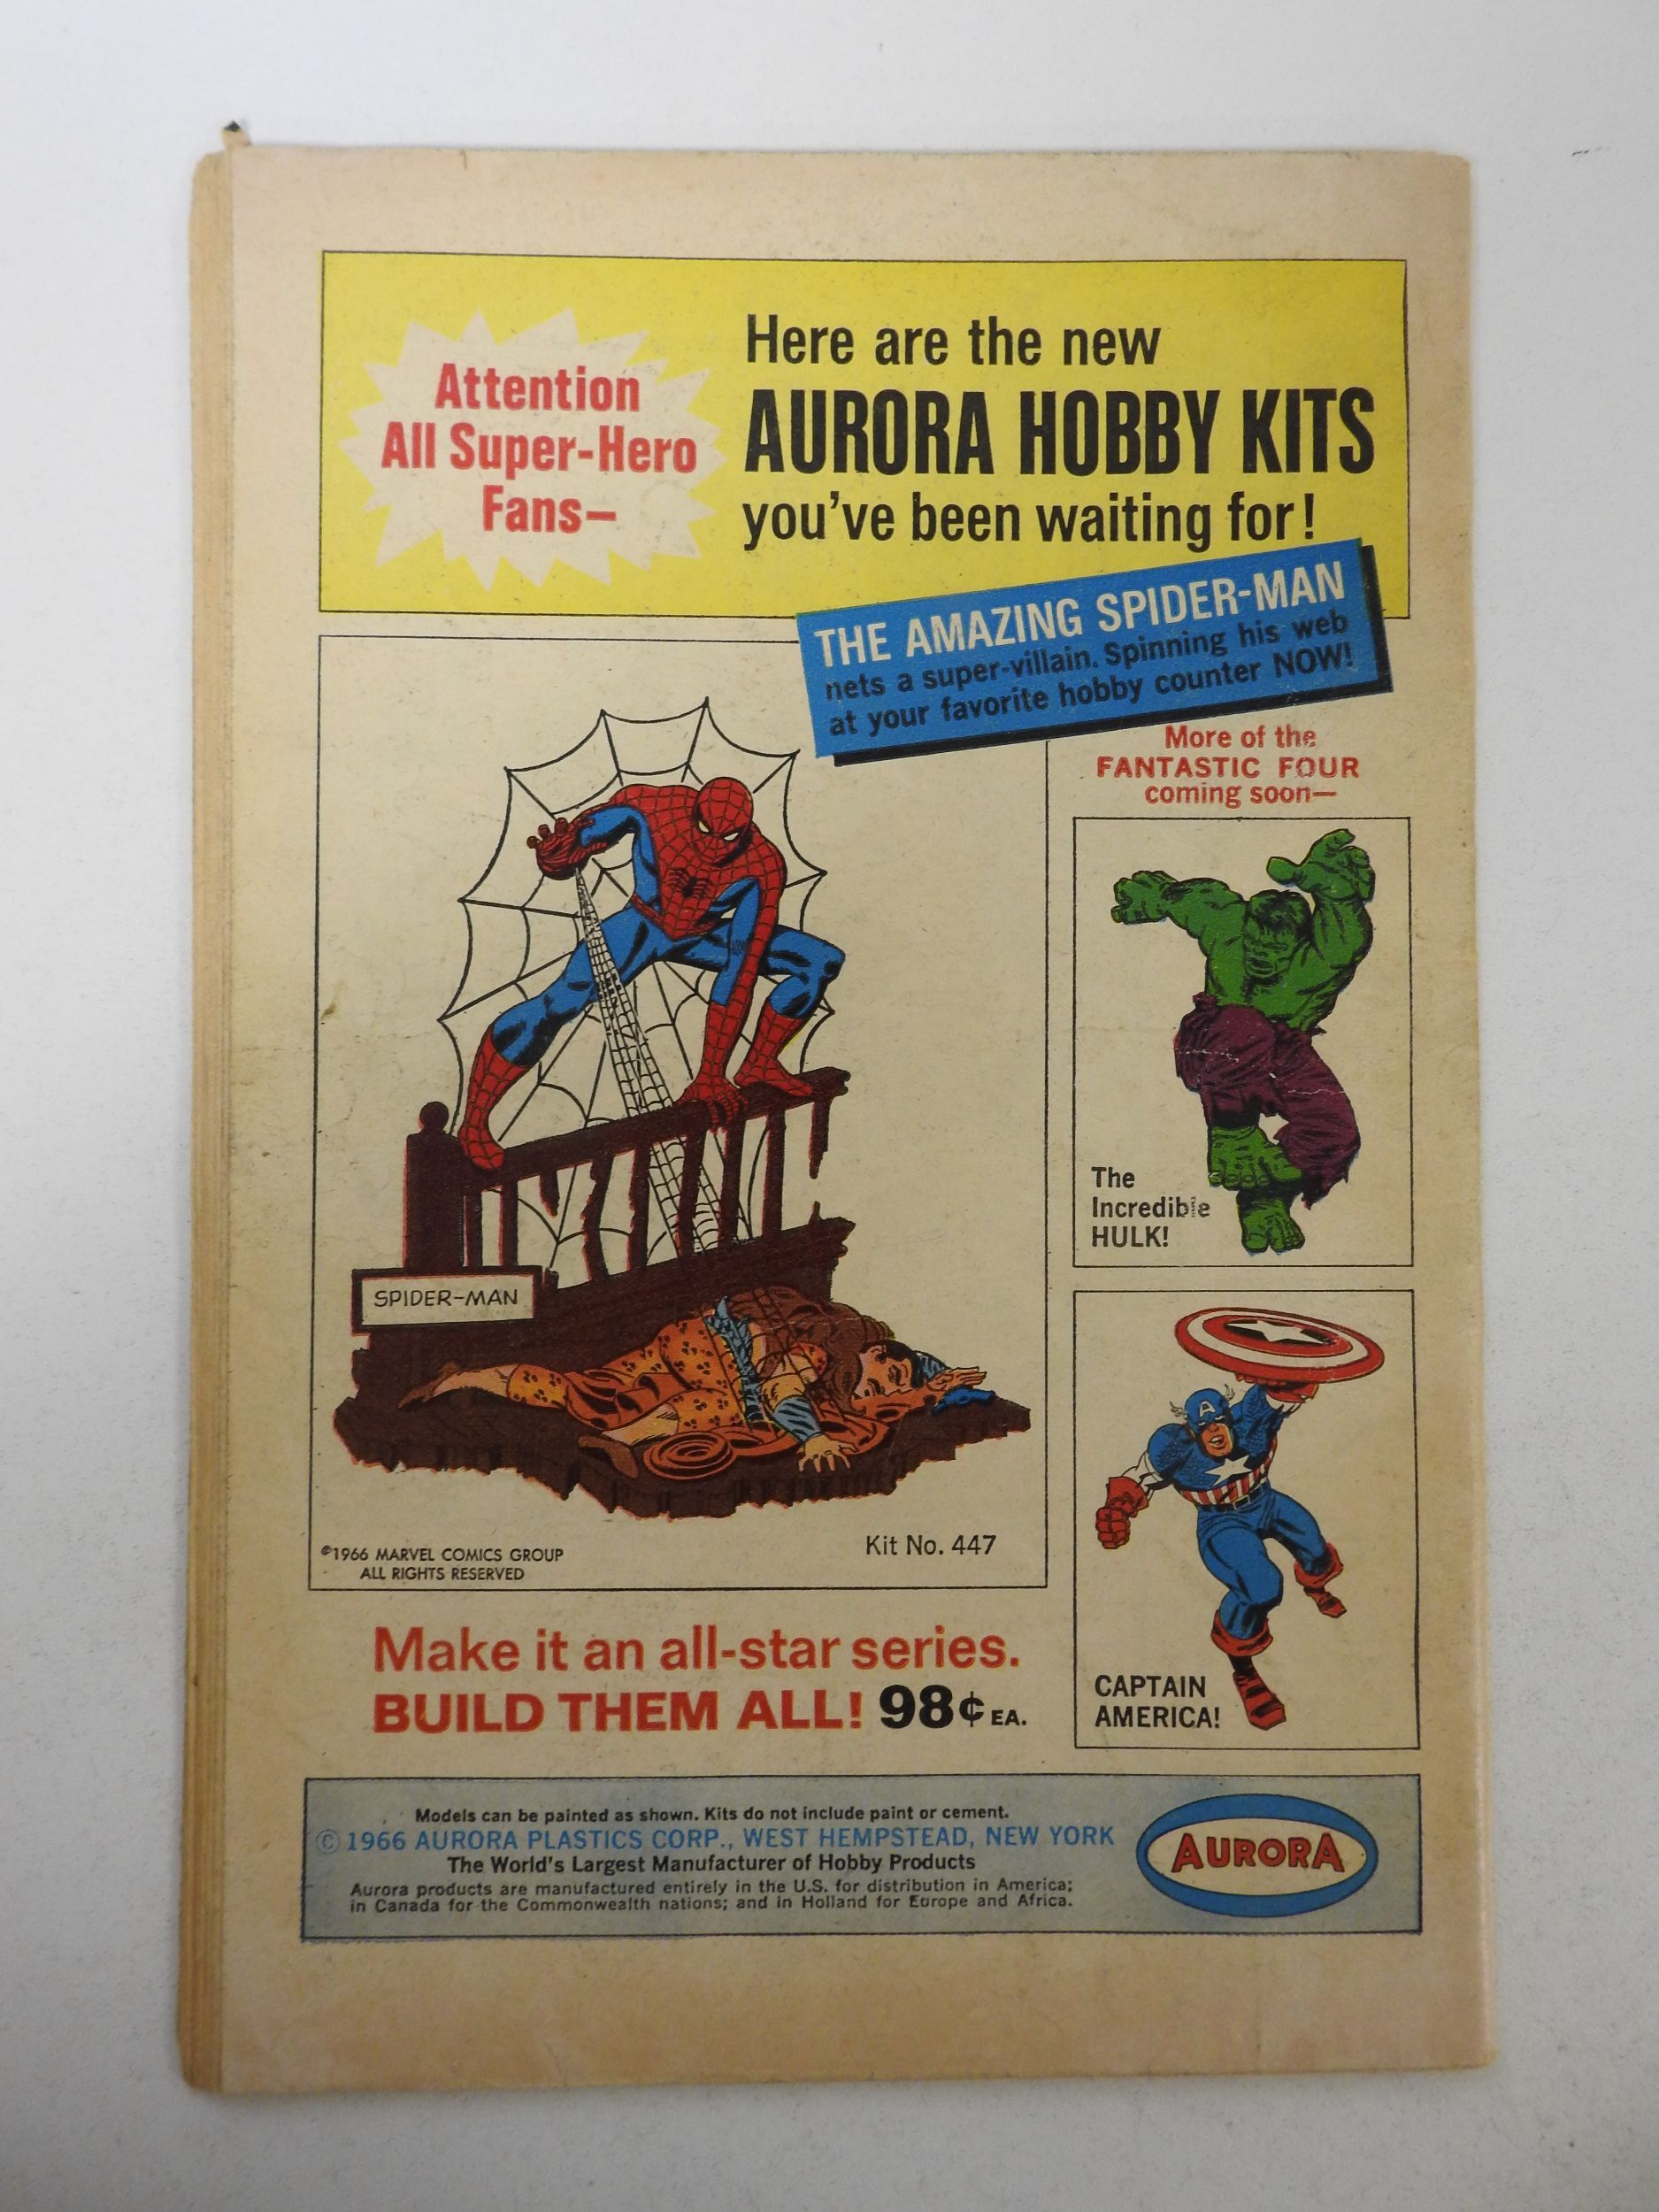 Attention
All Super-Hero
Fans—
Here are the new
AURORA HOBBY KITS
you've been waiting for!
THE AMAZING SPIDER-MAN
nets a super-villain. Spinning his web
at your favorite hobby counter NOW!
More of the
FANTASTIC FOUR
coming soon—
The
Incredible
HULK!
SPIDER-MAN
A
©1966 MARVEL COMICS GROUP
ALL RIGHTS RESERVED
Kit No. 447
CAPTAIN
AMERICA!
Make it an all-star series.
BUILD THEM ALL! 98¢ EA.
Models can be painted as shown. Kits do not include paint or cement.
© 1966 AURORA PLASTICS CORP., WEST HEMPSTEAD, NEW YORK
The World's Largest Manufacturer of Hobby Products
Aurora products are manufactured entirely in the U.S. for distribution in America;
in Canada for the Commonwealth nations; and in Holland for Europe and Africa.
AURORA